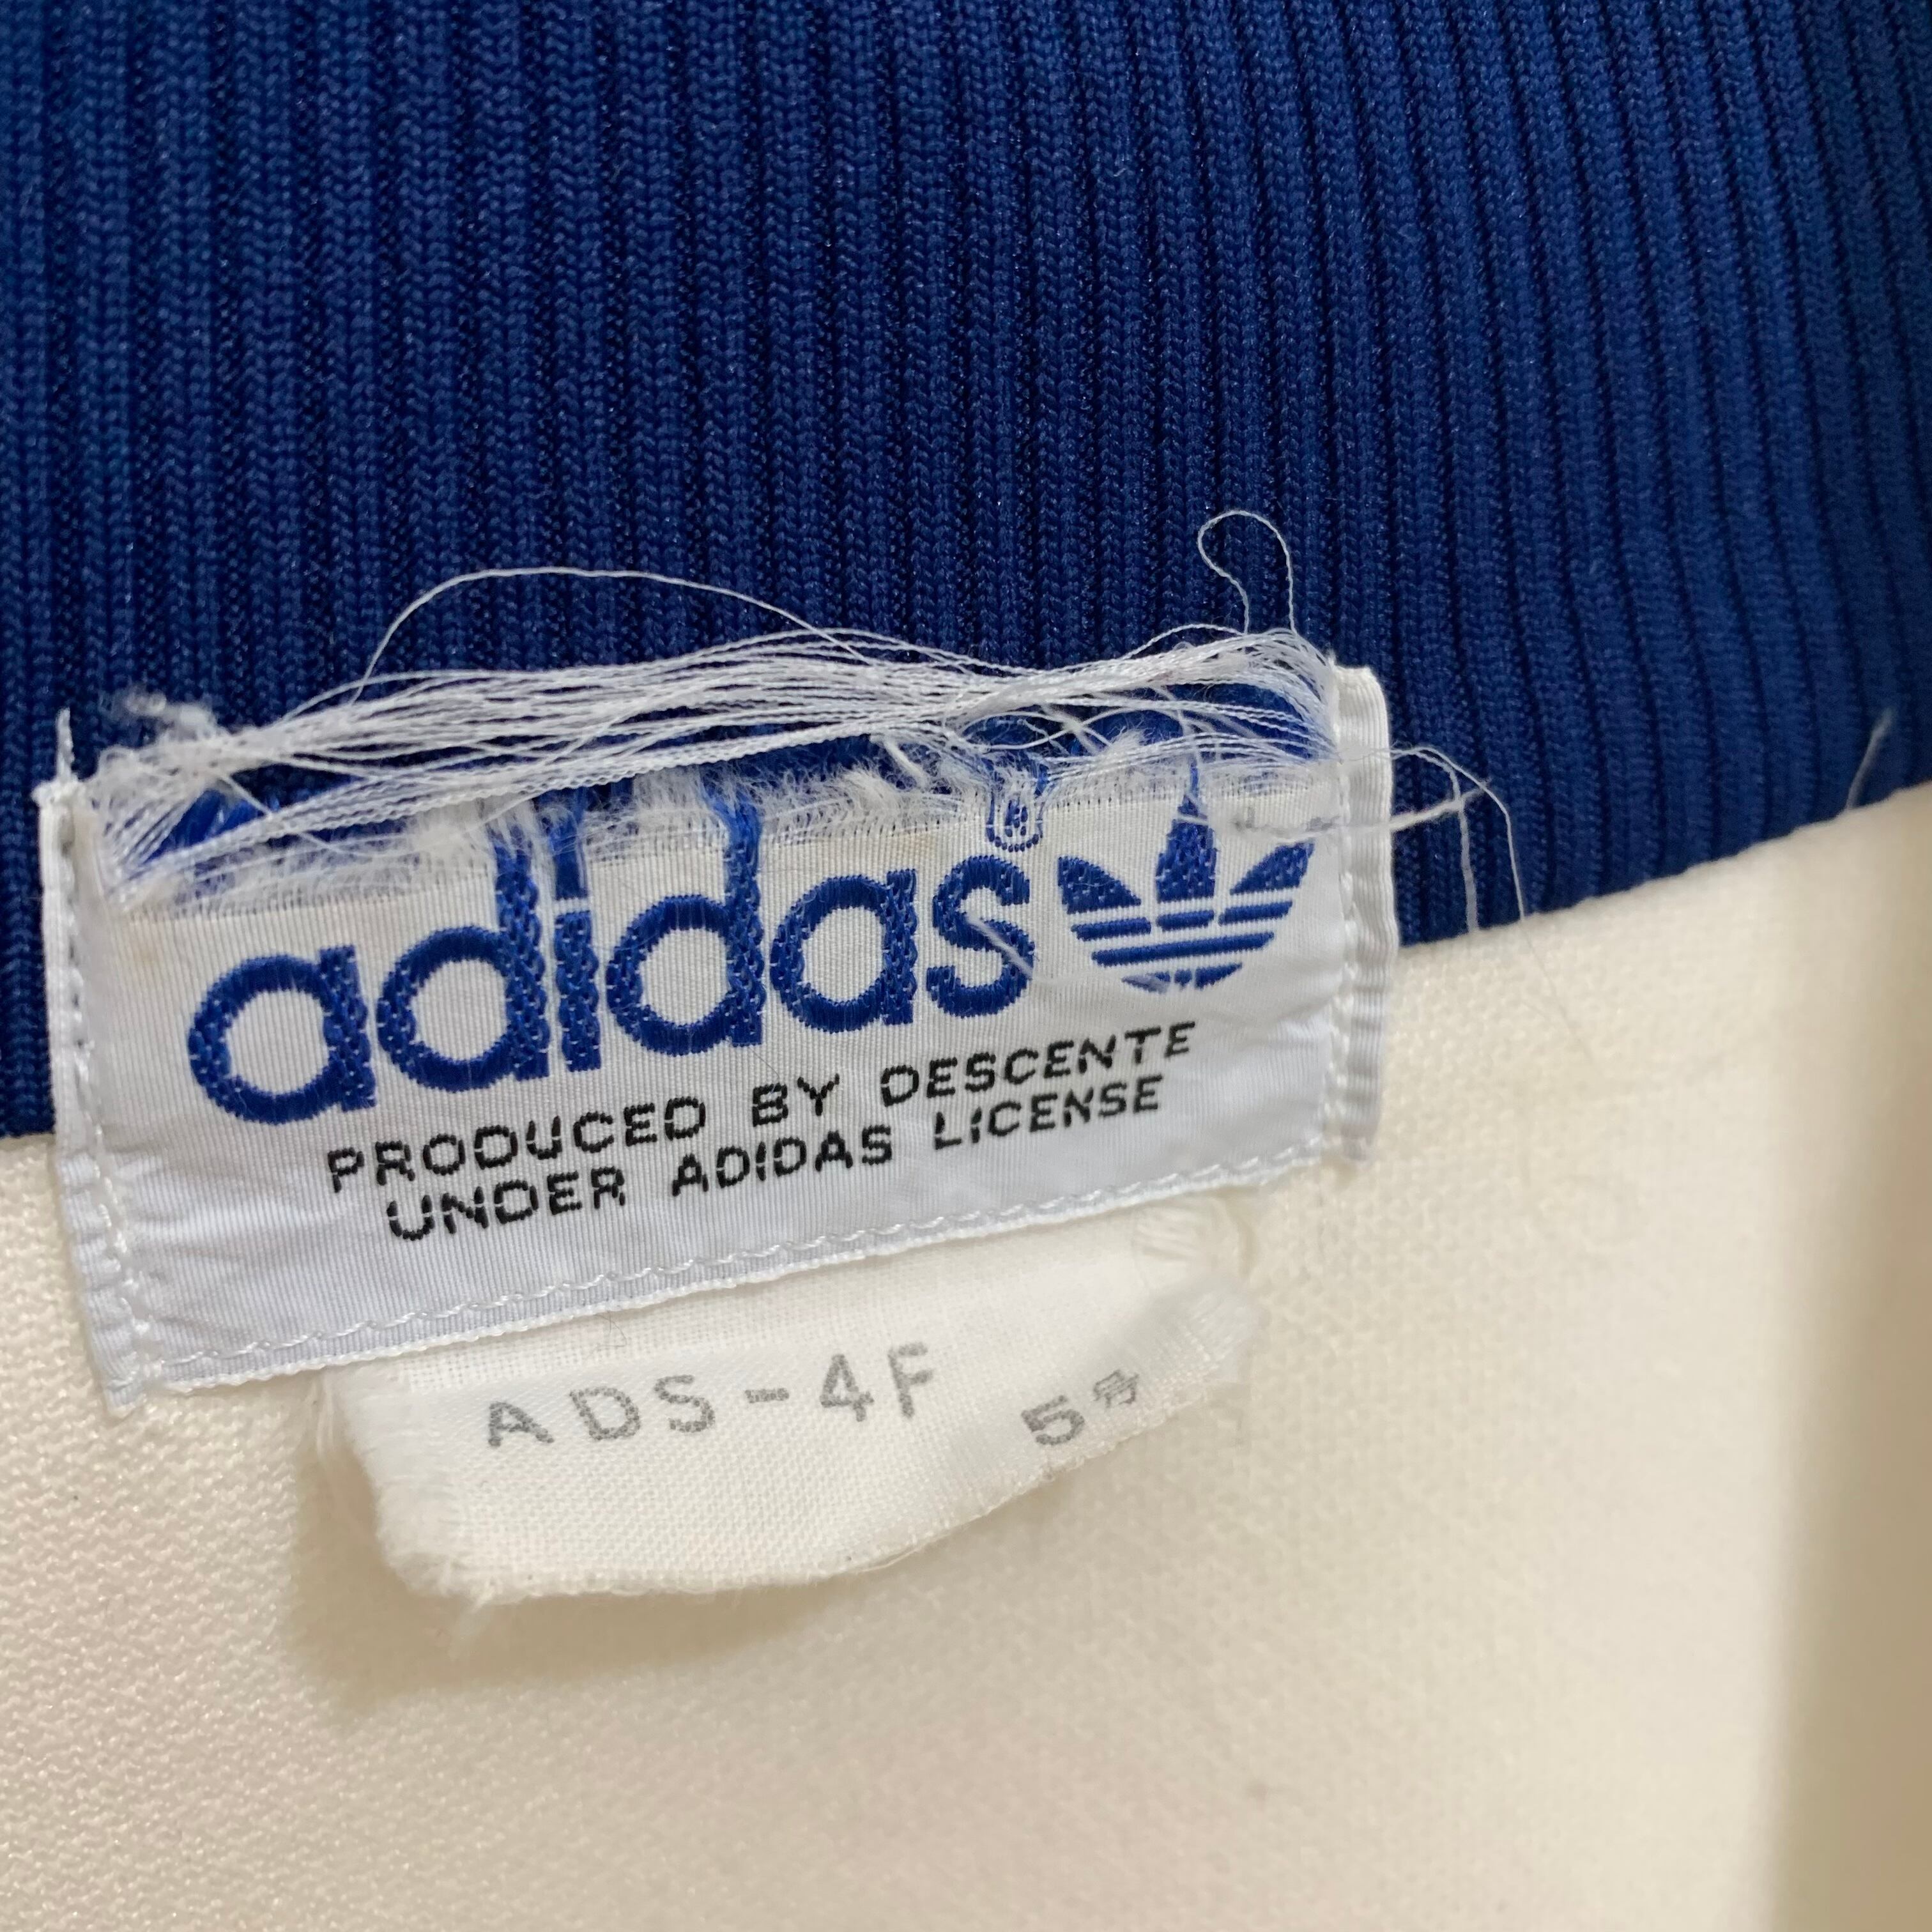 adidas
PRODUCED BY DESCENTE
UNDER ADIDAS LICENSE
ADS-4F 5号